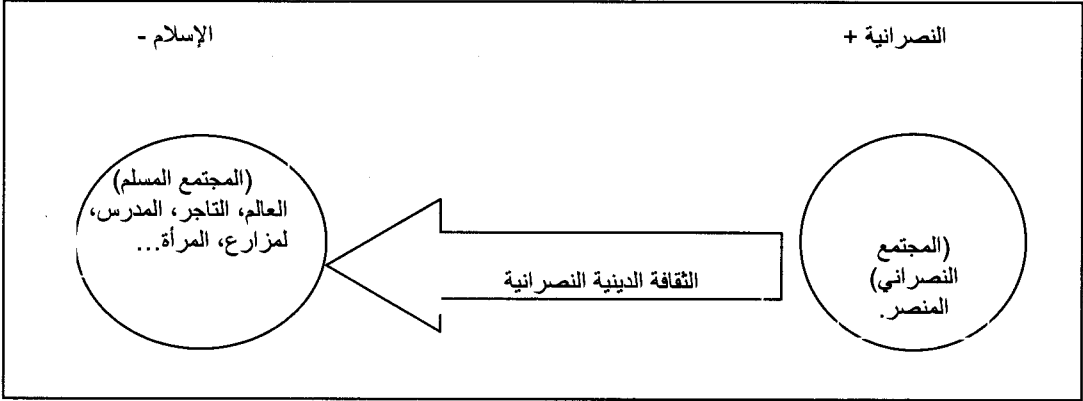 النصرانية +
الإسلام -
(المجتمع
النصراني)
المنصر.
الثقافة الدينية النصرانية
(المجتمع المسلم)
العالم، التاجر، المدرس،
لمزارع، المرأة...